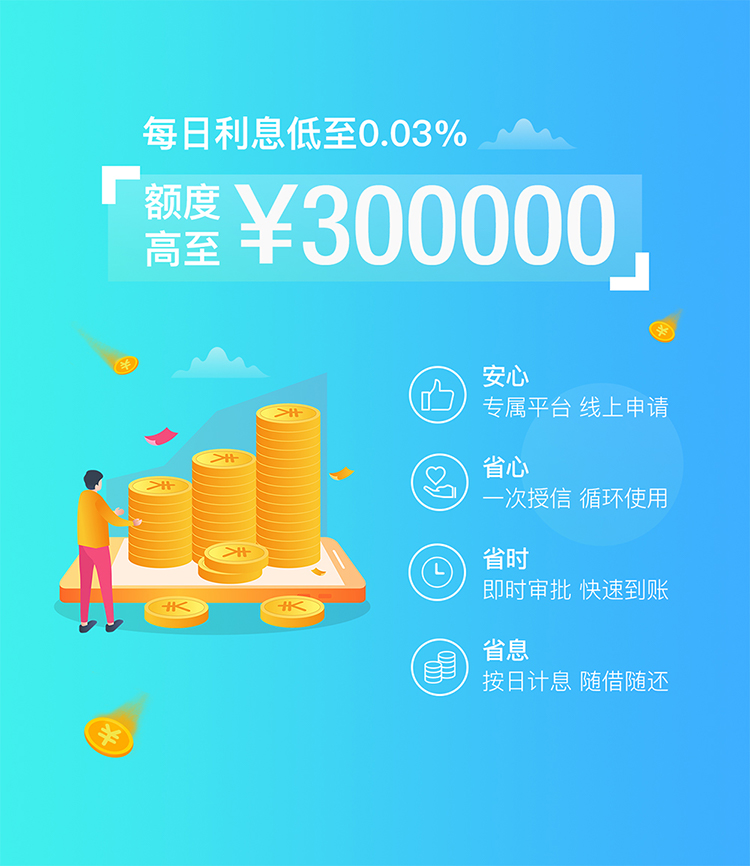 每日利息低至0.03%
额度
高至
¥300000
安心
专属平台 线上申请
省心
一次授信 循环使用
省时
即时审批 快速到账
省息
按日计息 随借随还